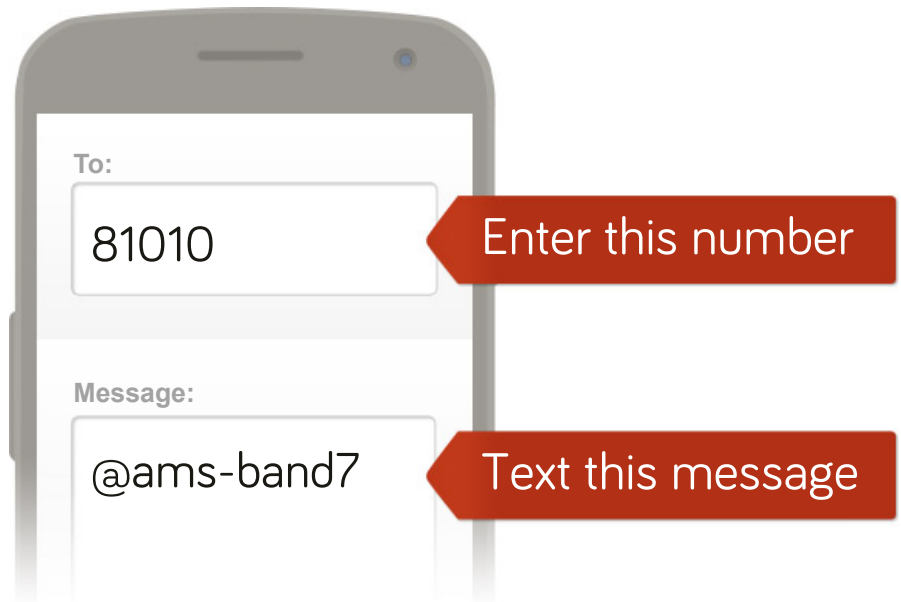 To:
81010
Enter this number
Message:
@ams-band7
Text this message